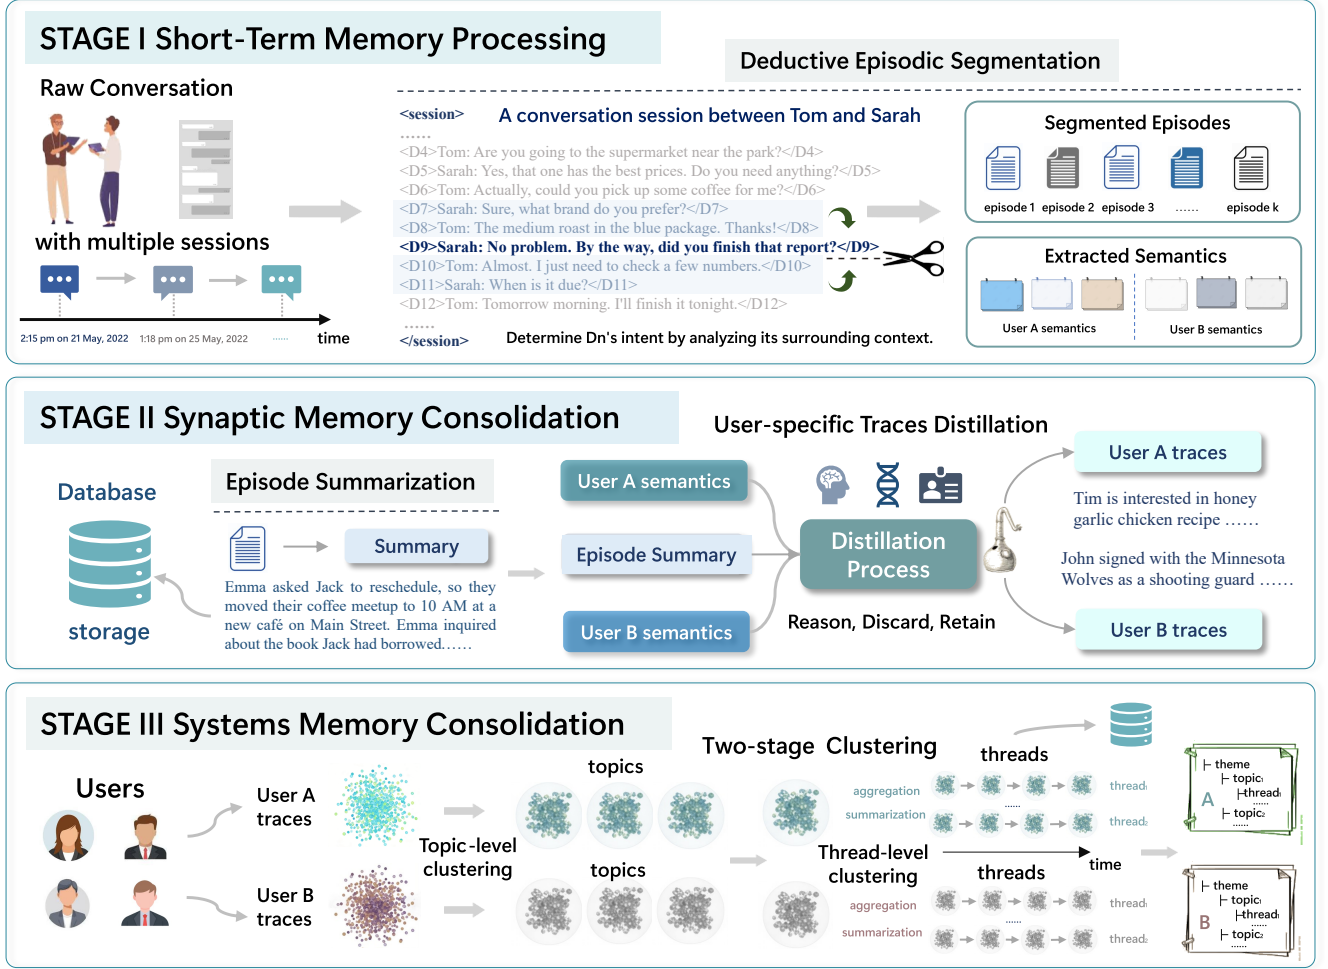 STAGE I Short-Term Memory Processing
Deductive Episodic Segmentation
Raw Conversation
with multiple sessions
2:15 pm on 21 May, 2022
1:18 pm on 25 May, 2022
......
time
<session>
A conversation session between Tom and Sarah
......
<D4>Tom: Are you going to the supermarket near the park?</D4>
<D5>Sarah: Yes, that one has the best prices. Do you need anything?</D5>
<D6>Tom: Actually, could you pick up some coffee for me?</D6>
<D7>Sarah: Sure, what brand do you prefer?</D7>
<D8>Tom: The medium roast in the blue package. Thanks!</D8>
<D9>Sarah: No problem. By the way, did you finish that report?</D9>
<D10>Tom: Almost. I just need to check a few numbers.</D10>
<D11>Sarah: When is it due?</D11>
<D12>Tom: Tomorrow morning. I'll finish it tonight.</D12>
......
</session>
Determine Dn's intent by analyzing its surrounding context.
Segmented Episodes
episode 1
episode 2
episode 3
......
episode k
Extracted Semantics
User A semantics
User B semantics
STAGE II Synaptic Memory Consolidation
Database
storage
Episode Summarization
Summary
Emma asked Jack to reschedule, so they
moved their coffee meetup to 10 AM at a
new café on Main Street. Emma inquired
about the book Jack had borrowed......
User A semantics
Episode Summary
User B semantics
User-specific Traces Distillation
Distillation
Process
Reason, Discard, Retain
User A traces
Tim is interested in honey
garlic chicken recipe ......
John signed with the Minnesota
Wolves as a shooting guard ......
User B traces
STAGE III Systems Memory Consolidation
Users
User A
traces
User B
traces
Topic-level
clustering
topics
topics
Two-stage Clustering
aggregation
summarization
Thread-level
clustering
aggregation
summarization
threads
thread₁
......
thread₂
time
threads
thread₁
......
thread₂
A
theme
topic₁
thread₁
......
topic₂
......
B
theme
topic₁
thread₁
......
topic₂
......